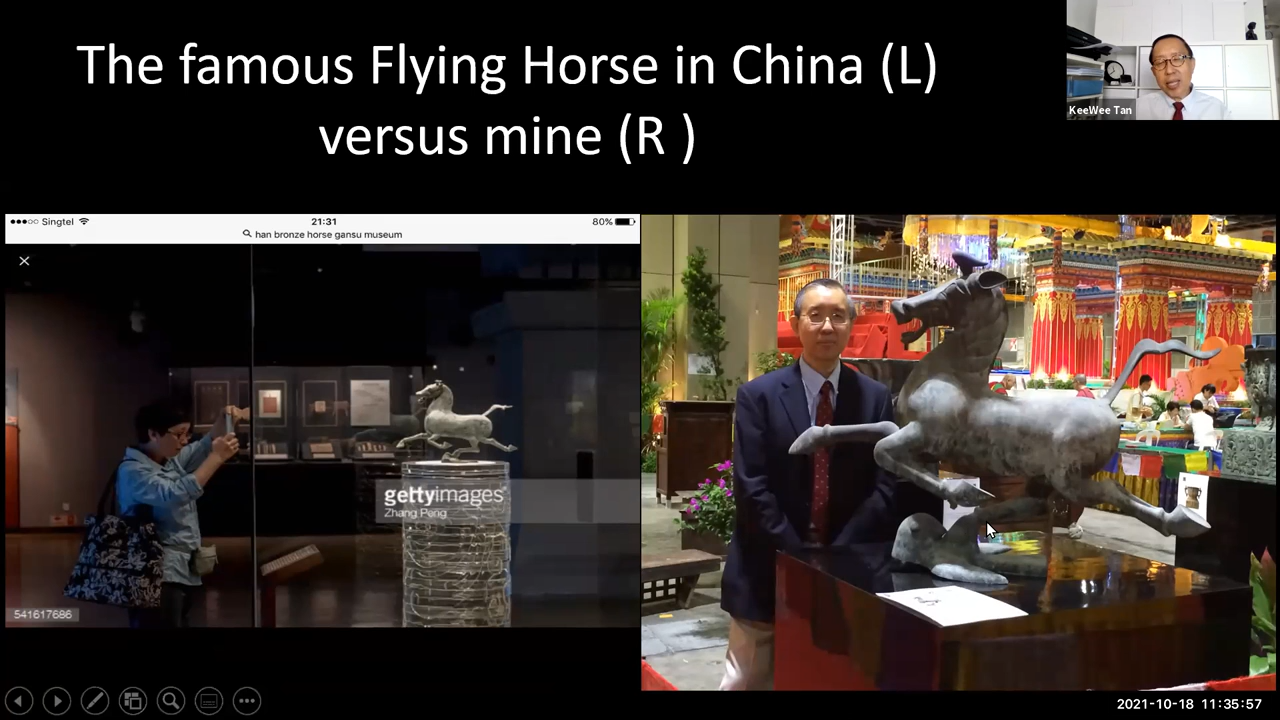 The famous Flying Horse in China (L)
versus mine (R )
KeeWee Tan
Singtel 21:31 80%
han bronze horse gansu museum
gettyimages
Zhang Peng
541617686
2021-10-18 11:35:57